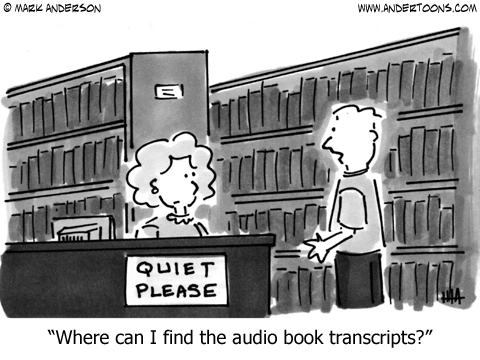 © MARK ANDERSON WWW.ANDERTOONS.COM
QUIET
PLEASE
“Where can I find the audio book transcripts?”